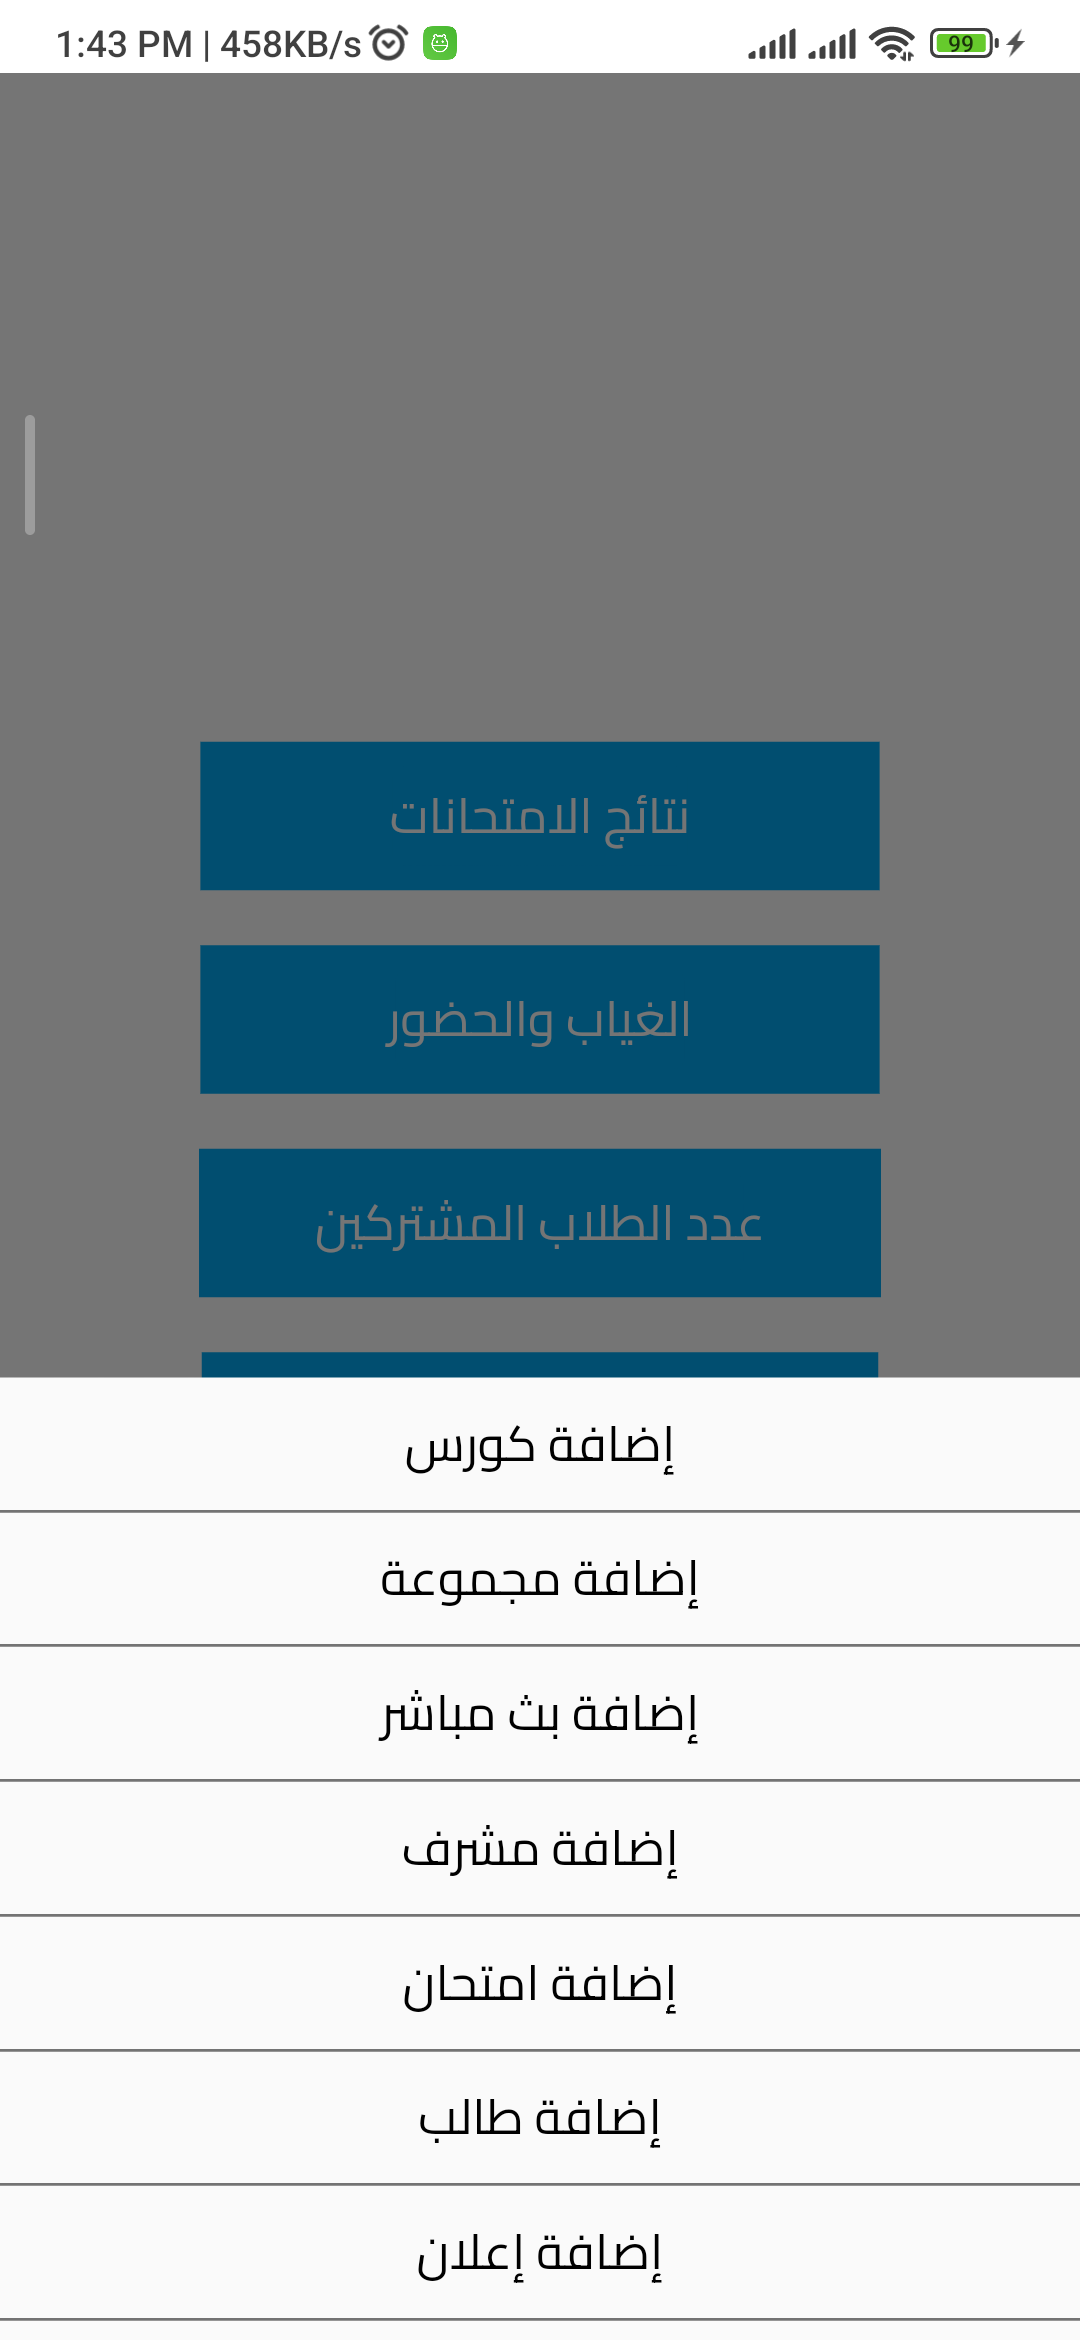 1:43 PM | 458KB/s
99
نتائج الامتحانات
الغياب والحضور
عدد الطلاب المشتركين
إضافة كورس
إضافة مجموعة
إضافة بث مباشر
إضافة مشرف
إضافة امتحان
إضافة طالب
إضافة إعلان